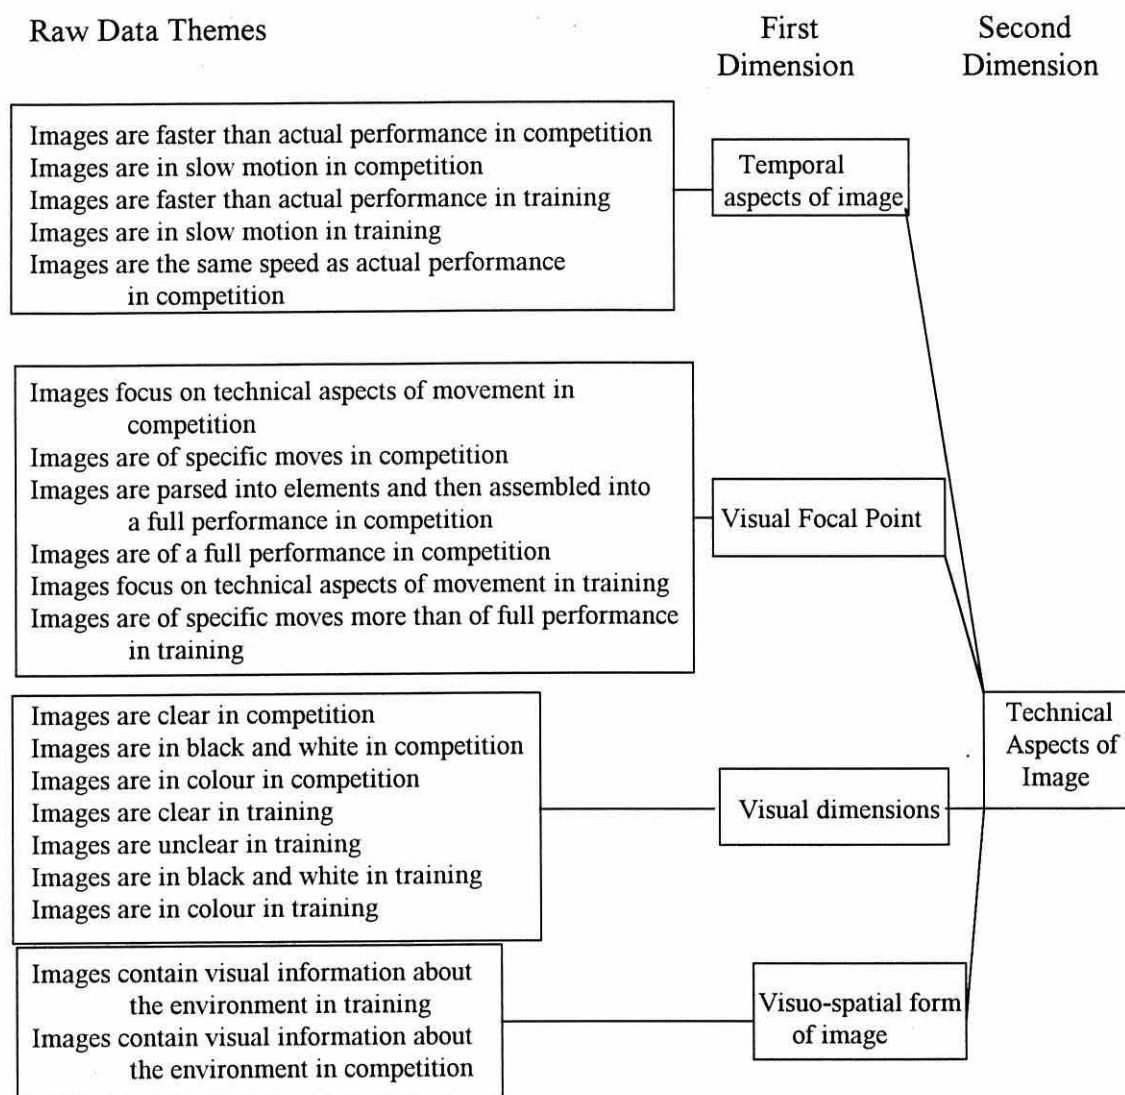 Raw Data Themes
First
Dimension
Second
Dimension
Images are faster than actual performance in competition
Images are in slow motion in competition
Images are faster than actual performance in training
Images are in slow motion in training
Images are the same speed as actual performance
in competition
Temporal
aspects of image
Images focus on technical aspects of movement in
competition
Images are of specific moves in competition
Images are parsed into elements and then assembled into
a full performance in competition
Images are of a full performance in competition
Images focus on technical aspects of movement in training
Images are of specific moves more than of full performance
in training
Visual Focal Point
Images are clear in competition
Images are in black and white in competition
Images are in colour in competition
Images are clear in training
Images are unclear in training
Images are in black and white in training
Images are in colour in training
Visual dimensions
Technical
Aspects of
Image
Images contain visual information about
the environment in training
Images contain visual information about
the environment in competition
Visuo-spatial form
of image